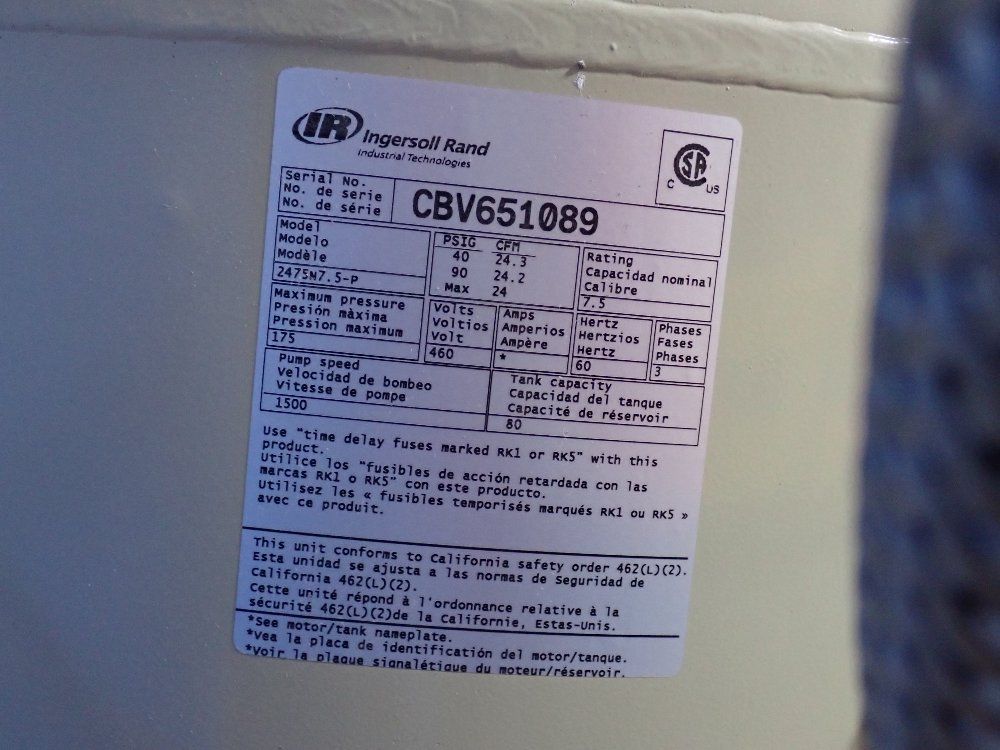 IR Ingersoll Rand
Industrial Technologies
CSA
C US
Serial No.
No. de serie
No. de série
CBV651089
Model
Modelo
Modèle
2475N7.5-P
PSIG CFM
40 24.3
90 24.2
Max 24
Rating
Capacidad nominal
Calibre
7.5
Maximum pressure
Presión màxima
Pression maximum
175
Volts
Voltios
Volt
460
Amps
Amperios
Ampère
*
Hertz
Hertzios
Hertz
60
Phases
Fases
Phases
3
Pump speed
Velocidad de bombeo
Vitesse de pompe
1500
Tank capacity
Capacidad del tanque
Capacité de réservoir
80
Use "time delay fuses marked RK1 or RK5" with this
product.
Utilice los "fusibles de acción retardada con las
marcas RK1 o RK5" con este producto.
Utilisez les « fusibles temporisés marqués RK1 ou RK5 »
avec ce produit.
This unit conforms to California safety order 462(L)(2).
Esta unidad se ajusta a las normas de Seguridad de
California 462(L)(2).
Cette unité répond à l'ordonnance relative à la
sécurité 462(L)(2)de la Californie, Estas-Unis.
*See motor/tank nameplate.
*Vea la placa de identificación del motor/tanque.
*Voir la plaque signalétique du moteur/réservoir.